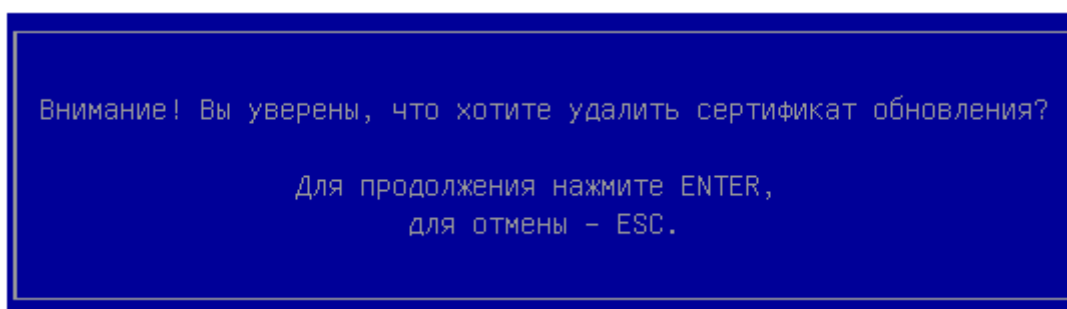 Внимание! Вы уверены, что хотите удалить сертификат обновления?
Для продолжения нажмите ENTER,
для отмены – ESC.